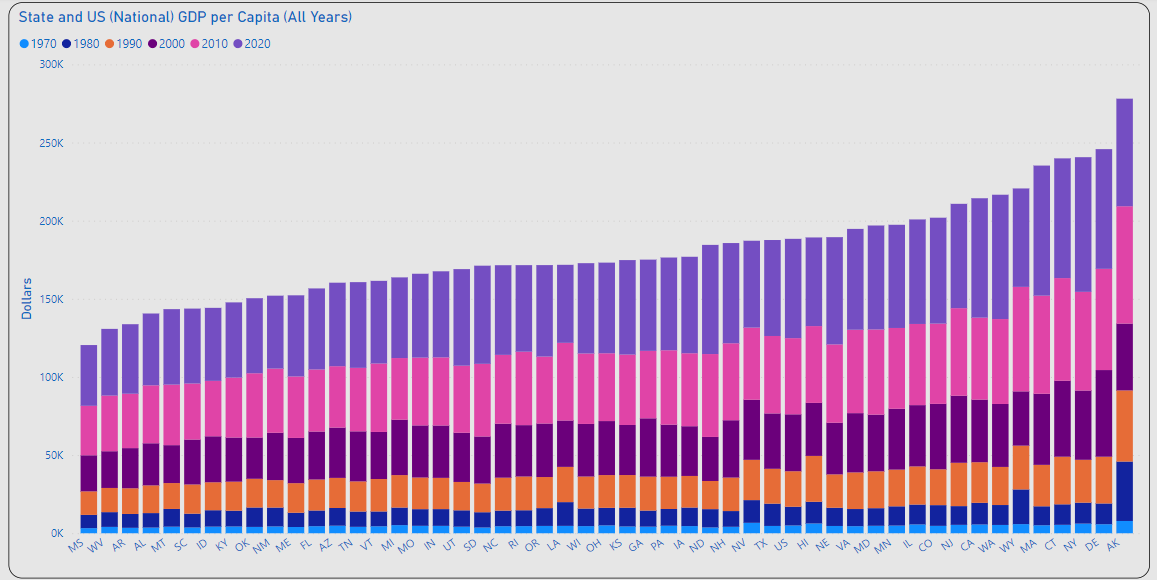 State and US (National) GDP per Capita (All Years)
1970 1980 1990 2000 2010 2020
300K
250K
200K
150K
100K
50K
0K
Dollars
MS WV AR AL MT SC ID KY OK NM ME FL AZ TN VT MI MO IN UT SD NC RI OR LA WI OH KS GA PA IA ND NH NV TX US HI NE VA MD MN IL CO NJ CA WA WY MA CT NY DE AK